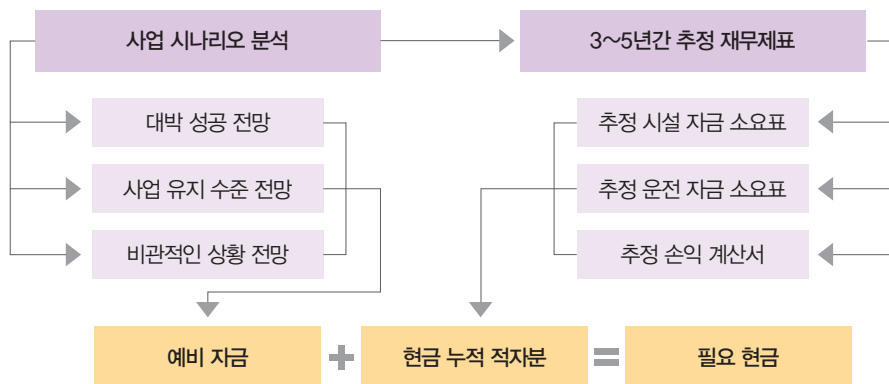 사업 시나리오 분석
3~5년간 추정 재무제표
대박 성공 전망
추정 시설 자금 소요표
사업 유지 수준 전망
추정 운전 자금 소요표
비관적인 상황 전망
추정 손익 계산서
예비 자금 + 현금 누적 적자분 = 필요 현금